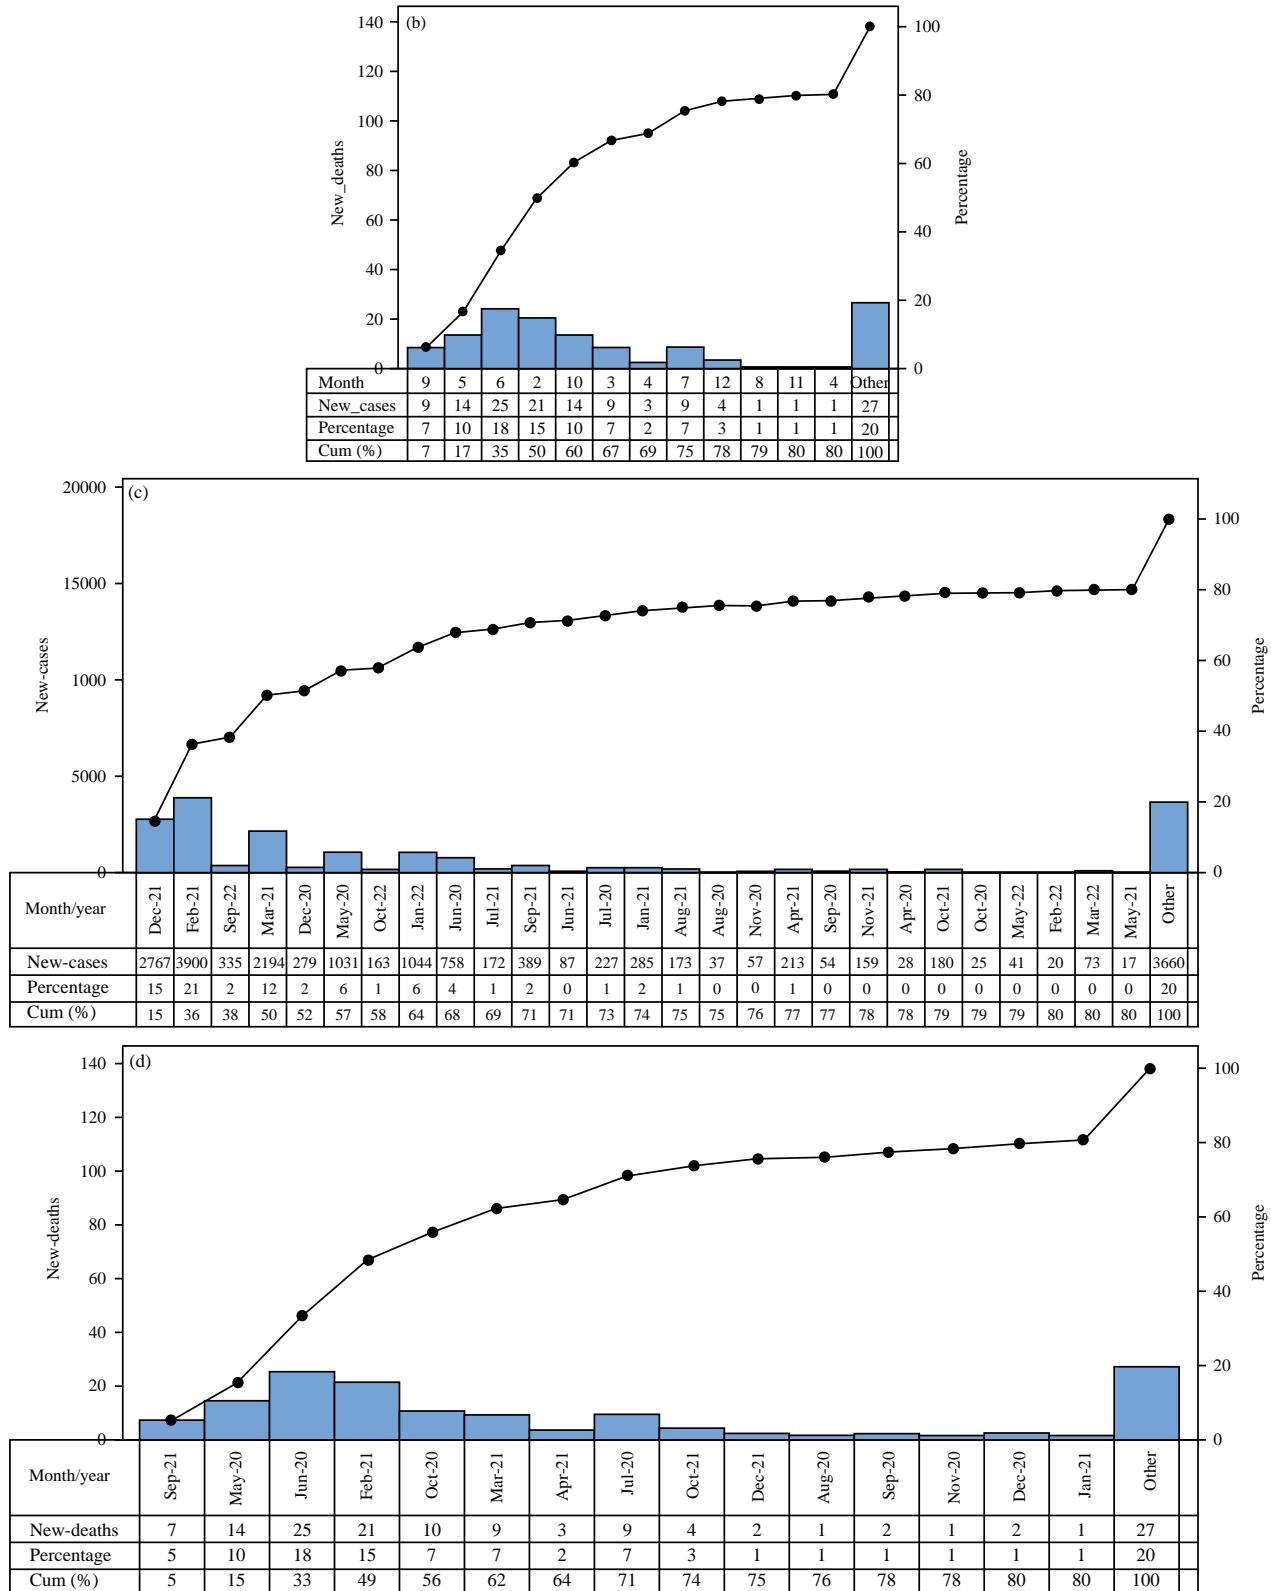 (b)
140
120
100
80
60
40
20
0
New_deaths
100
80
60
40
20
0
Percentage
Month 9 5 6 2 10 3 4 7 12 8 11 4 Other
New_cases 9 14 25 21 14 9 3 9 4 1 1 1 27
Percentage 7 10 18 15 10 7 2 7 3 1 1 1 20
Cum (%) 7 17 35 50 60 67 69 75 78 79 80 80 100
(c)
20000
15000
1000
5000
0
New-cases
100
80
60
40
20
0
Percentage
Month/year Dec-21 Feb-21 Sep-22 Mar-21 Dec-20 May-20 Oct-22 Jan-22 Jun-20 Jul-21 Sep-21 Jun-21 Jul-20 Jan-21 Aug-21 Aug-20 Nov-20 Apr-21 Sep-20 Nov-21 Apr-20 Oct-21 Oct-20 May-22 Feb-22 Mar-22 May-21 Other
New-cases 2767 3900 335 2194 279 1031 163 1044 758 172 389 87 227 285 173 37 57 213 54 159 28 180 25 41 20 73 17 3660
Percentage 15 21 2 12 2 6 1 6 4 1 2 0 1 2 1 0 0 1 0 0 0 0 0 0 0 0 0 20
Cum (%) 15 36 38 50 52 57 58 64 68 69 71 71 73 74 75 75 76 77 77 78 78 79 79 79 80 80 80 100
(d)
140
120
100
80
60
40
20
0
New-deaths
100
80
60
40
20
0
Percentage
Month/year Sep-21 May-20 Jun-20 Feb-21 Oct-20 Mar-21 Apr-21 Jul-20 Oct-21 Dec-21 Aug-20 Sep-20 Nov-20 Dec-20 Jan-21 Other
New-deaths 7 14 25 21 10 9 3 9 4 2 1 2 1 2 1 27
Percentage 5 10 18 15 7 7 2 7 3 1 1 1 1 1 1 20
Cum (%) 5 15 33 49 56 62 64 71 74 75 76 78 78 80 80 100